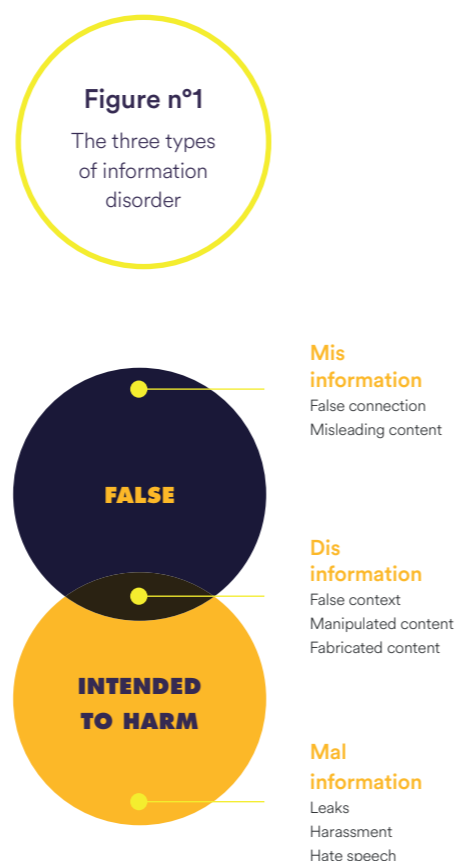 Figure nº1
The three types
of information
disorder
Mis
information
False connection
Misleading content
FALSE
Dis
information
False context
Manipulated content
Fabricated content
INTENDED
TO HARM
Mal
information
Leaks
Harassment
Hate speech